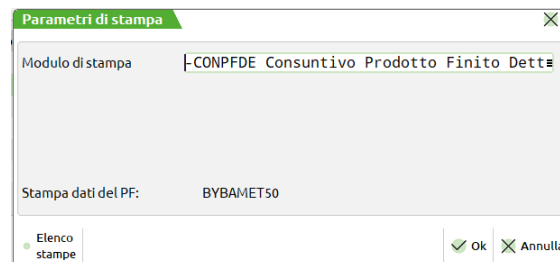 Parametri di stampa
Modulo di stampa -CONPFDE Consuntivo Prodotto Finito Dett
Stampa dati del PF: BYBAMET50
Elenco
stampe
Ok Annulla